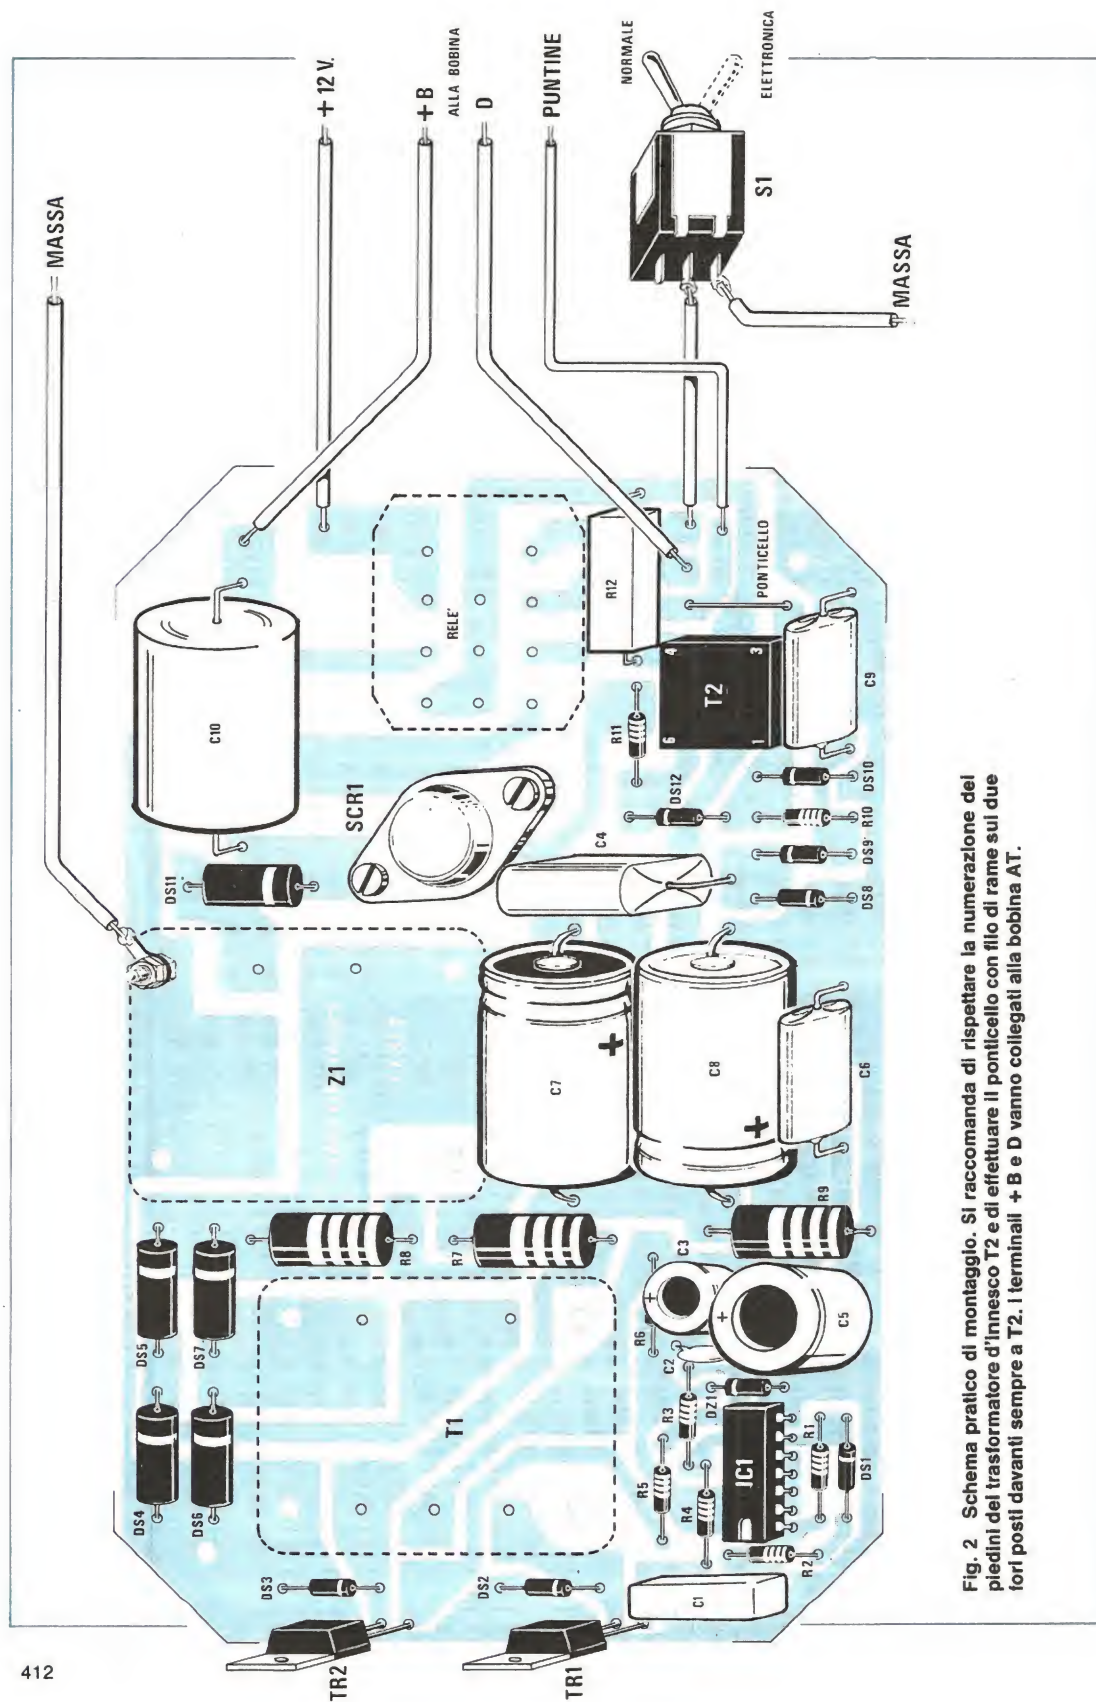 412
MASSA
+ 12 V.
+ B
ALLA BOBINA
D
PUNTINE
NORMALE
ELETTRONICA
S1
MASSA
C10
DS11
SCR1
RELE'
R12
PONTICELLO
R11
6
4
T2
1
3
C9
DS12
C4
DS10
R10
DS9
DS8
Z1
C7
+
C8
+
C6
DS5
DS7
R8
R7
R9
DS4
DS6
T1
C3
+
R6
C2
+
C5
R3
DZ1
R5
R4
IC1
R1
DS1
R2
DS3
DS2
C1
TR2
TR1
Fig. 2 Schema pratico di montaggio. Si raccomanda di rispettare la numerazione dei
piedini del trasformatore d'innesco T2 e di effettuare il ponticello con filo di rame sui due
fori posti davanti sempre a T2. I terminali + B e D vanno collegati alla bobina AT.